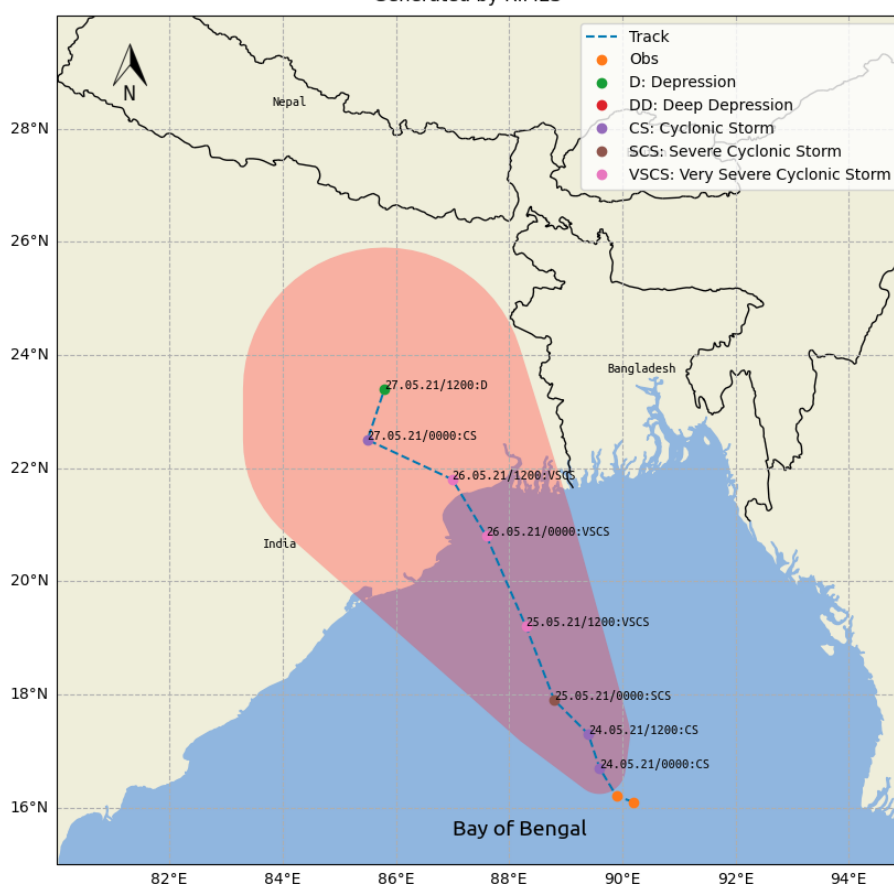 Generated by RIMES
Track
Obs
D: Depression
DD: Deep Depression
CS: Cyclonic Storm
SCS: Severe Cyclonic Storm
VSCS: Very Severe Cyclonic Storm
N
Nepal
28°N
26°N
24°N
Bangladesh
27.05.21/1200:D
27.05.21/0000:CS
22°N
26.05.21/1200:VSCS
26.05.21/0000:VSCS
India
20°N
25.05.21/1200:VSCS
18°N
25.05.21/0000:SCS
24.05.21/1200:CS
24.05.21/0000:CS
16°N
Bay of Bengal
82°E 84°E 86°E 88°E 90°E 92°E 94°E